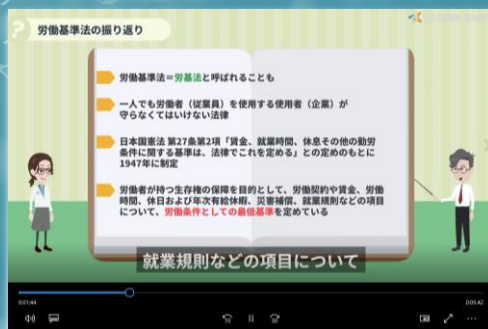 労働基準法の振り返り
労働基準法＝労基法と呼ばれることも
一人でも労働者（従業員）を使用する使用者（企業）が
守らなくてはいけない法律
日本国憲法 第27条第2項「賃金、就業時間、休息その他の勤労
条件に関する基準は、法律でこれを定める」との定めのもとに
1947年に制定
労働者が持つ生存権の保障を目的として、労働契約や賃金、労働
時間、休日および年次有給休暇、災害補償、就業規則などの項目
について、労働条件としての最低基準を定めている
就業規則などの項目について
0:01:44
0:05:42
10
30